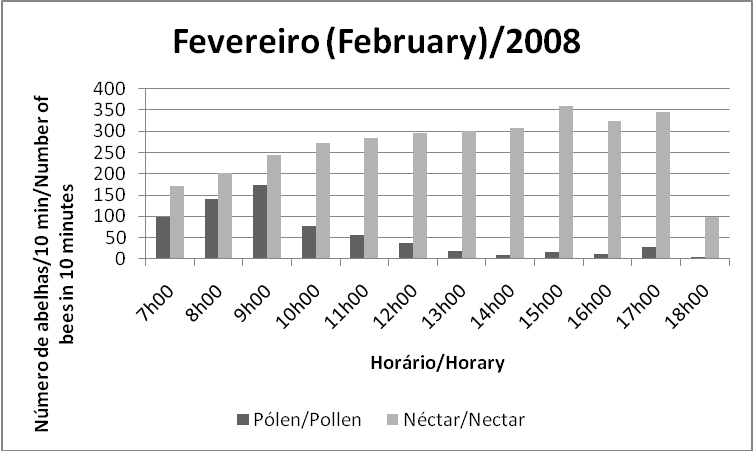 Fevereiro (February)/2008
Número de abelhas/10 min/Number of
bees in 10 minutes
400
350
300
250
200
150
100
50
0
7h00
8h00
9h00
10h00
11h00
12h00
13h00
14h00
15h00
16h00
17h00
18h00
Horário/Horary
Pólen/Pollen
Néctar/Nectar